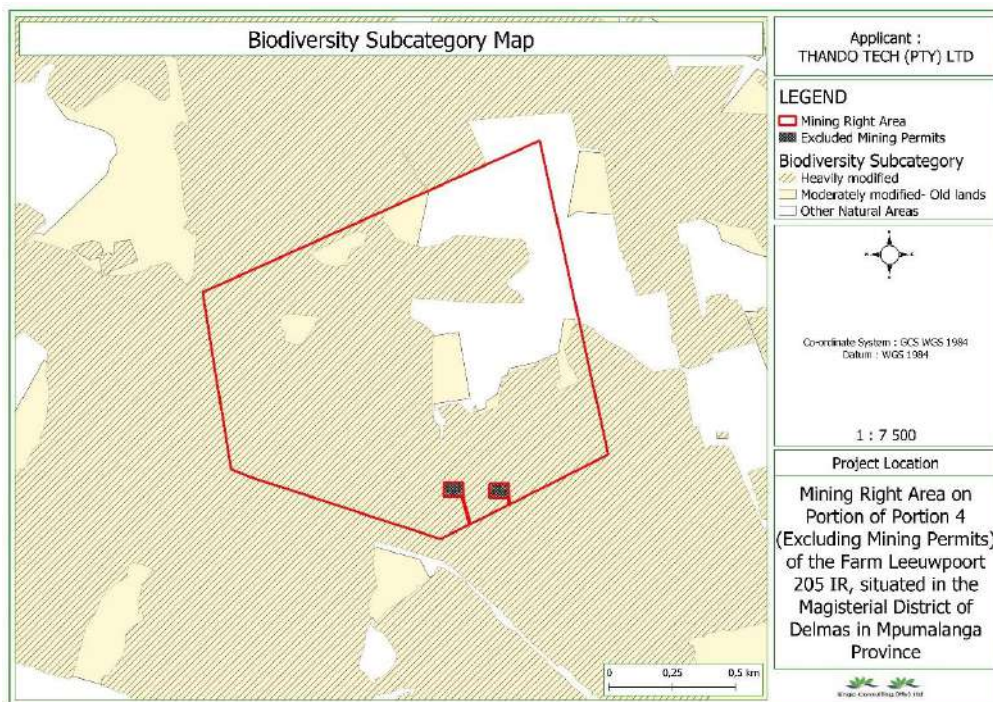 Biodiversity Subcategory Map
Applicant :
THANDO TECH (PTY) LTD
LEGEND
Mining Right Area
Excluded Mining Permits
Biodiversity Subcategory
Heavily modified
Moderately modified- Old lands
Other Natural Areas
Co-ordinate System : GCS WGS 1984
Datum : WGS 1984
1 : 7 500
Project Location
Mining Right Area on
Portion of Portion 4
(Excluding Mining Permits)
of the Farm Leeuwpoort
205 IR, situated in the
Magisterial District of
Delmas in Mpumalanga
Province
0 0,25 0,5 km